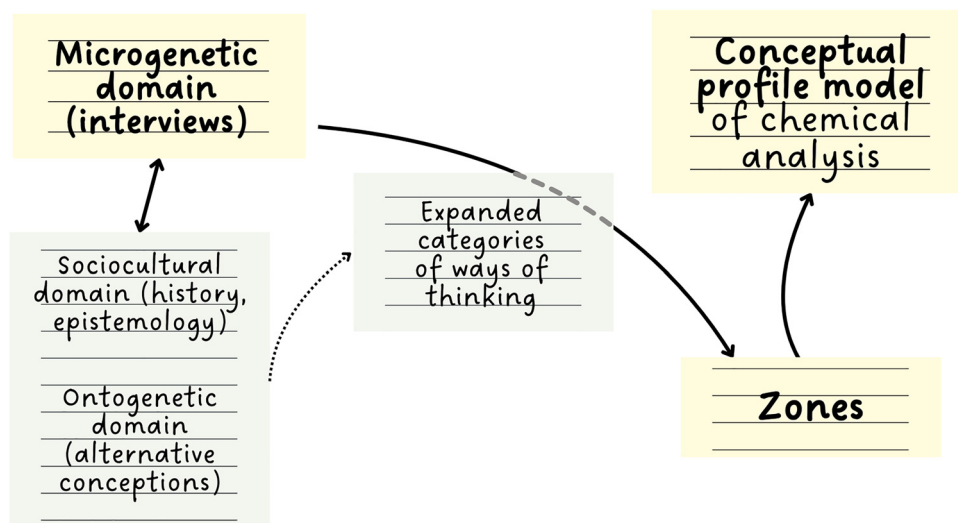 Microgenetic
domain
(interviews)
Conceptual
profile model
of chemical
analysis
Expanded
categories
of ways of
thinking
Sociocultural
domain (history,
epistemology)
Ontogenetic
domain
(alternative
conceptions)
Zones